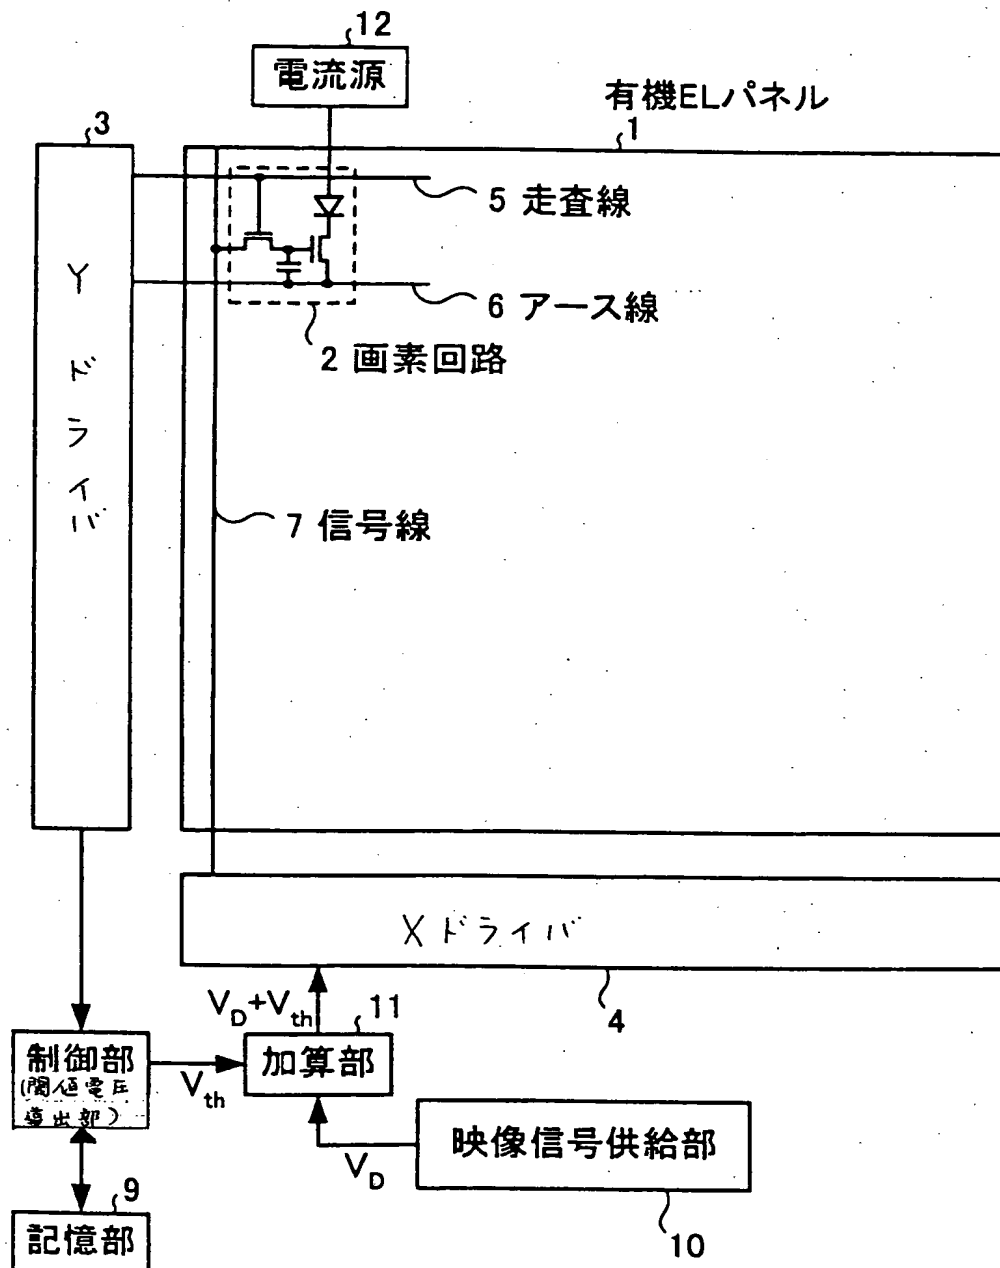 12
電流源
有機ELパネル
1
3
5 走査線
Y ドライバ
6 アース線
2 画素回路
7 信号線
Xドライバ
4
V_D+V_th
11
加算部
制御部
(閾値電圧
導出部)
V_th
映像信号供給部
V_D
10
9
記憶部